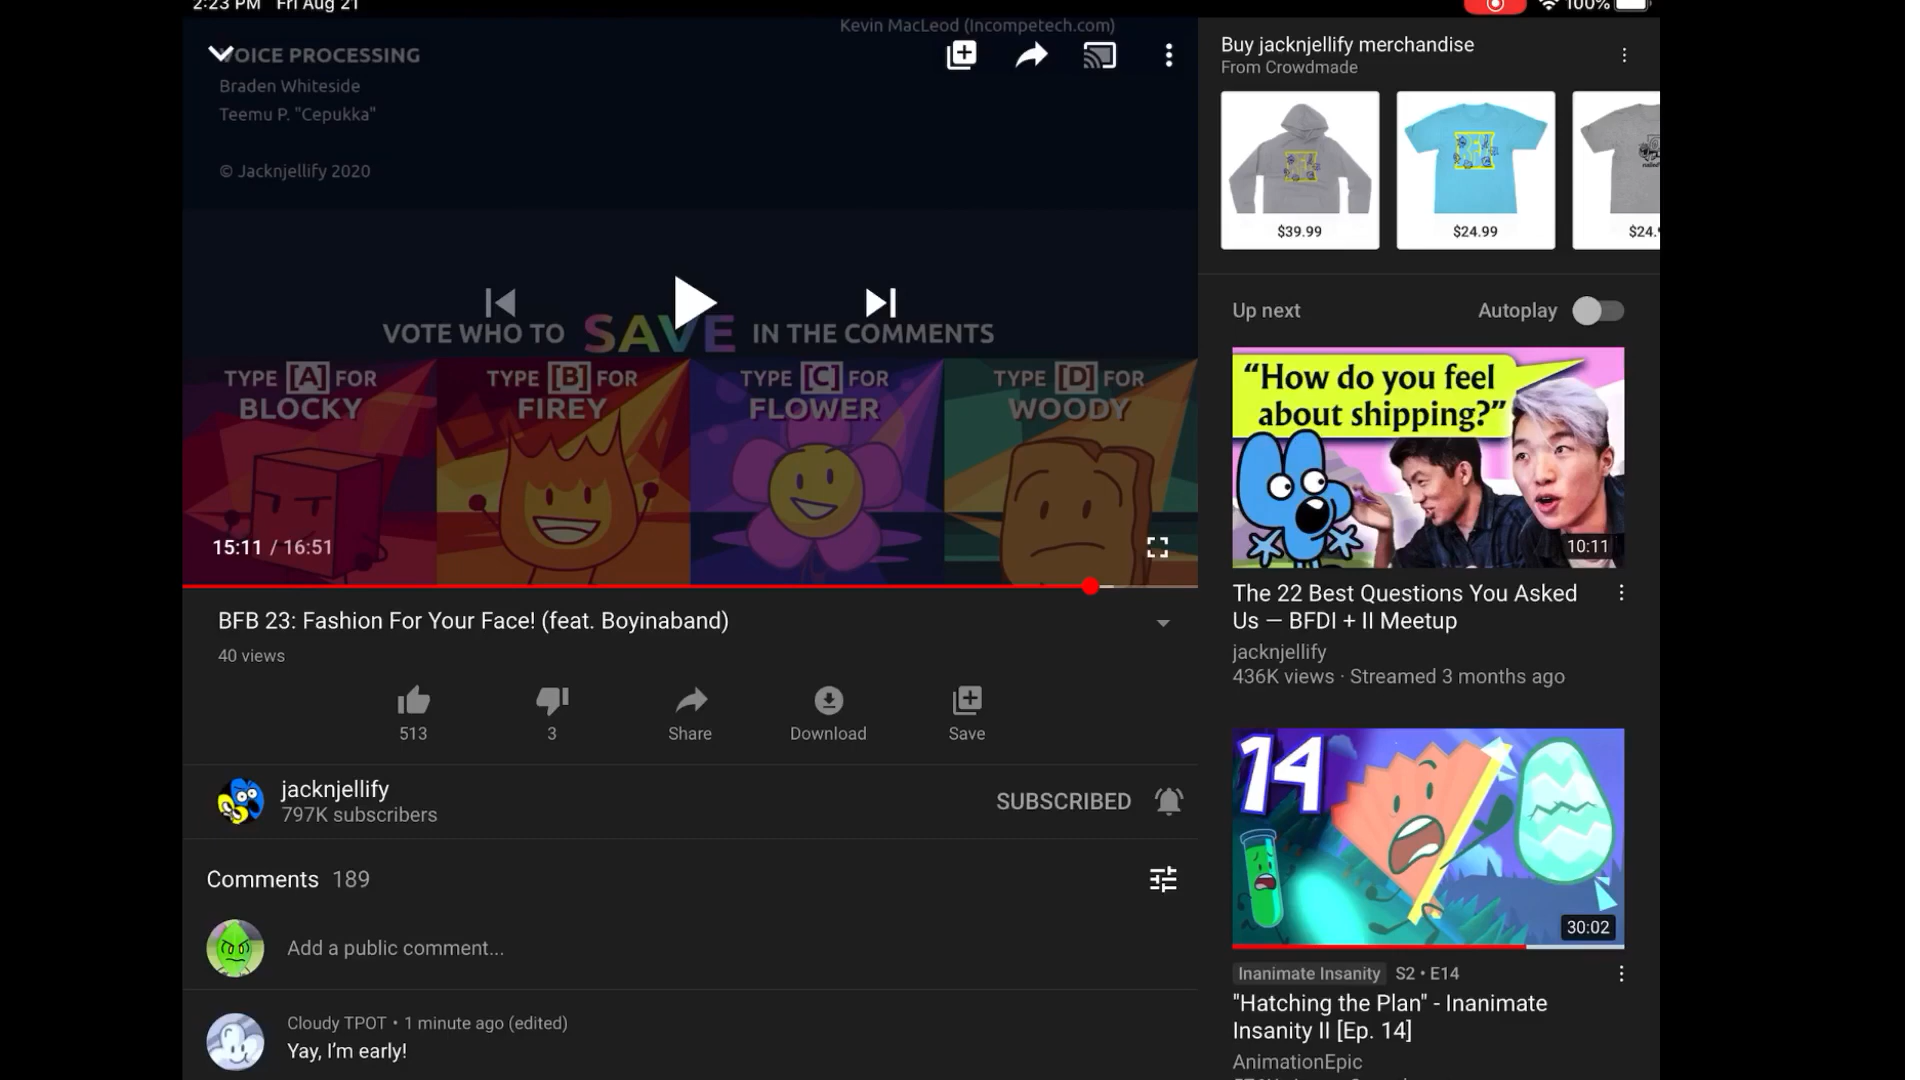 2:23 PM Fri Aug 21
100%
Kevin MacLeod (Incompetech.com)
VOICE PROCESSING
Braden Whiteside
Teemu P. "Cepukka"
© Jacknjellify 2020
VOTE WHO TO SAVE IN THE COMMENTS
TYPE [A] FOR
BLOCKY
TYPE [B] FOR
FIREY
TYPE [C] FOR
FLOWER
TYPE [D] FOR
WOODY
15:11 / 16:51
BFB 23: Fashion For Your Face! (feat. Boyinaband)
40 views
513
3
Share
Download
Save
jacknjellify
797K subscribers
SUBSCRIBED
Comments 189
Add a public comment...
Cloudy TPOT • 1 minute ago (edited)
Yay, I'm early!
Buy jacknjellify merchandise
From Crowdmade
$39.99
$24.99
$24.
Up next
Autoplay
"How do you feel
about shipping?"
10:11
The 22 Best Questions You Asked
Us — BFDI + II Meetup
jacknjellify
436K views · Streamed 3 months ago
14
30:02
Inanimate Insanity S2 • E14
"Hatching the Plan" - Inanimate
Insanity II [Ep. 14]
AnimationEpic